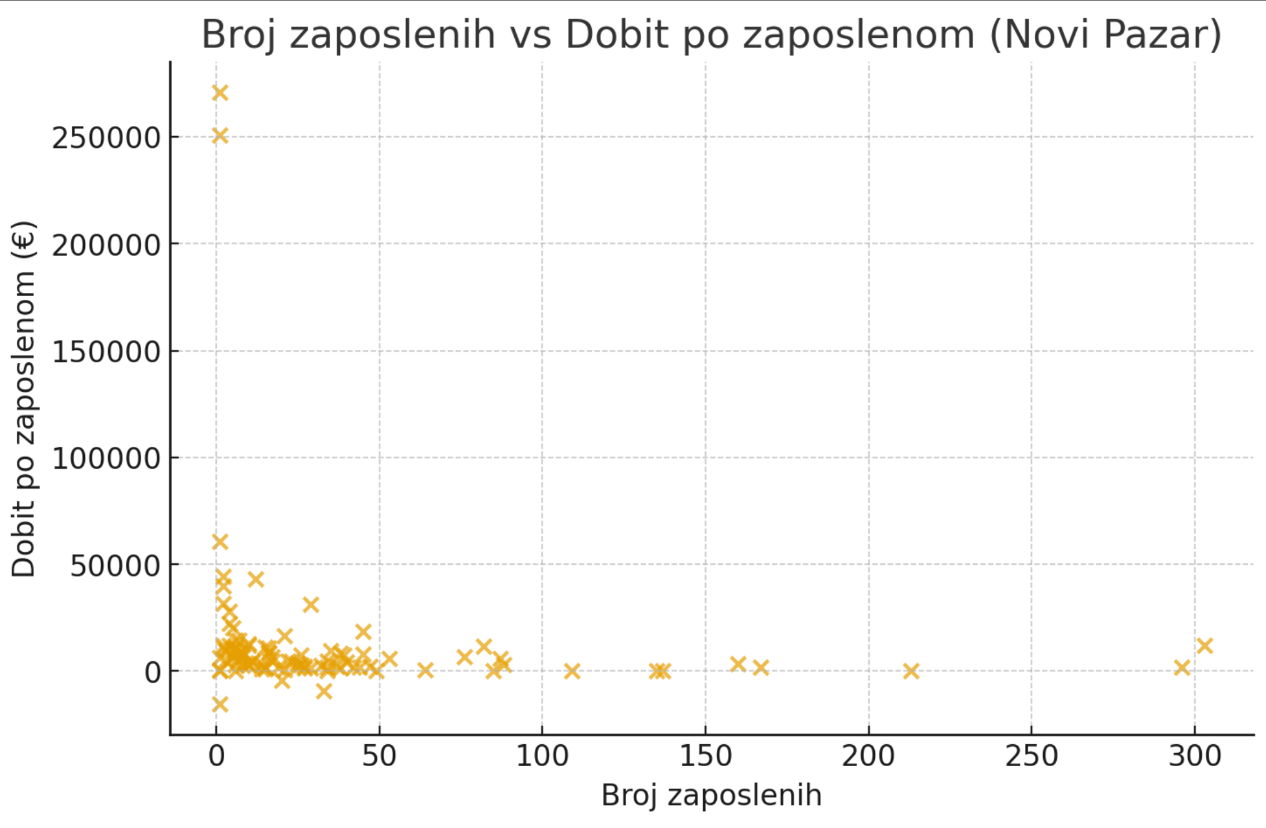 Broj zaposlenih vs Dobit po zaposlenom (Novi Pazar)
Dobit po zaposlenom (€)
250000
200000
150000
100000
50000
0
0 50 100 150 200 250 300
Broj zaposlenih